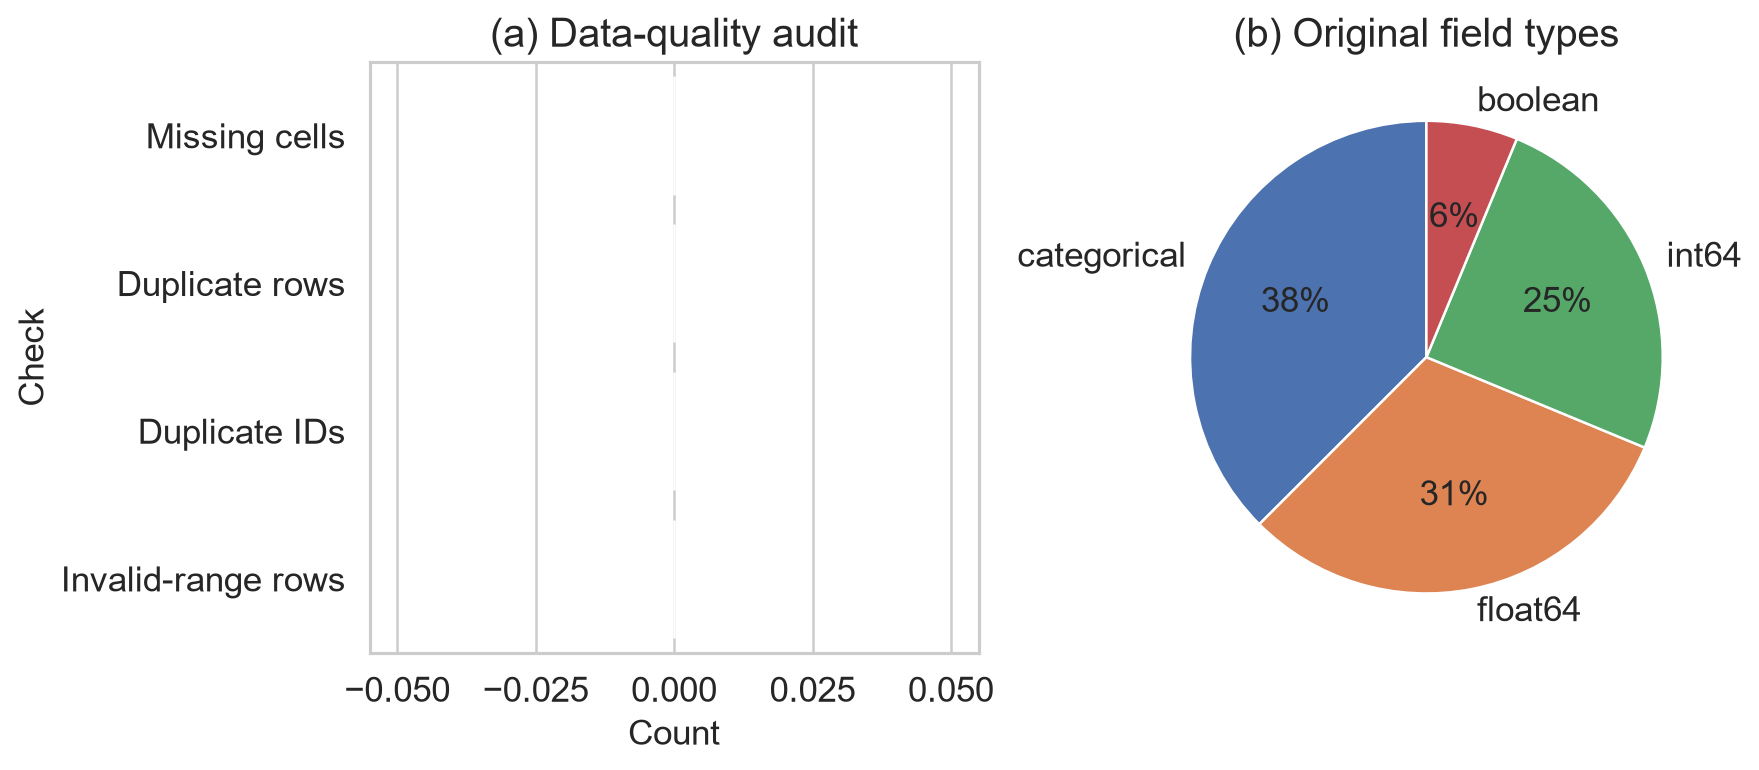 (a) Data-quality audit
Missing cells
Duplicate rows
Duplicate IDs
Invalid-range rows
Check
−0.050
−0.025
0.000
0.025
0.050
Count
(b) Original field types
boolean
categorical
int64
float64
6%
38%
25%
31%